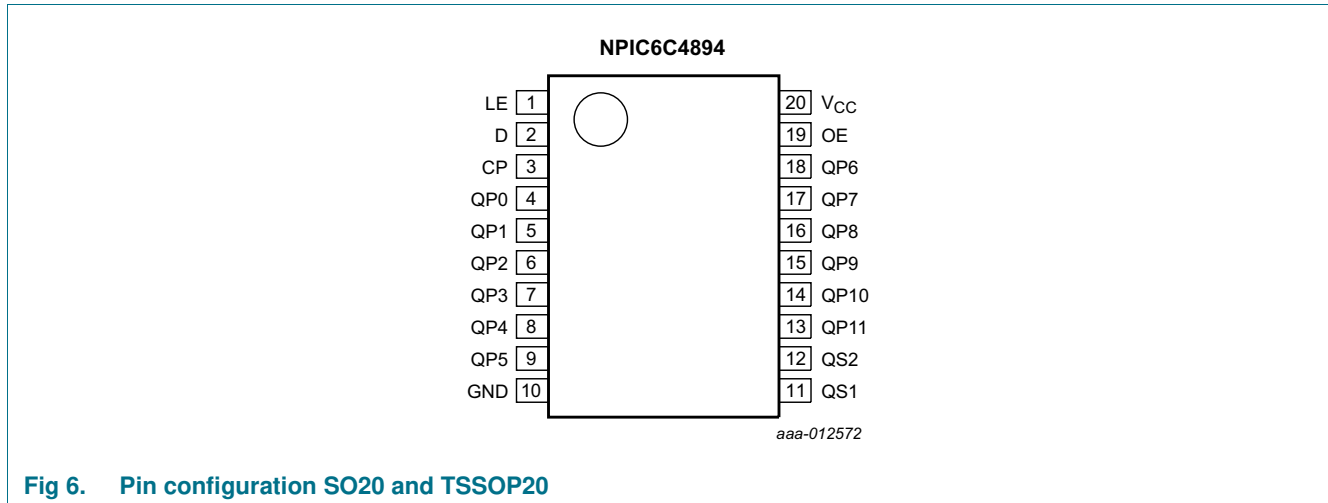 NPIC6C4894
LE 1 20 VCC
D 2 19 OE
CP 3 18 QP6
QP0 4 17 QP7
QP1 5 16 QP8
QP2 6 15 QP9
QP3 7 14 QP10
QP4 8 13 QP11
QP5 9 12 QS2
GND 10 11 QS1
aaa-012572
Fig 6. Pin configuration SO20 and TSSOP20